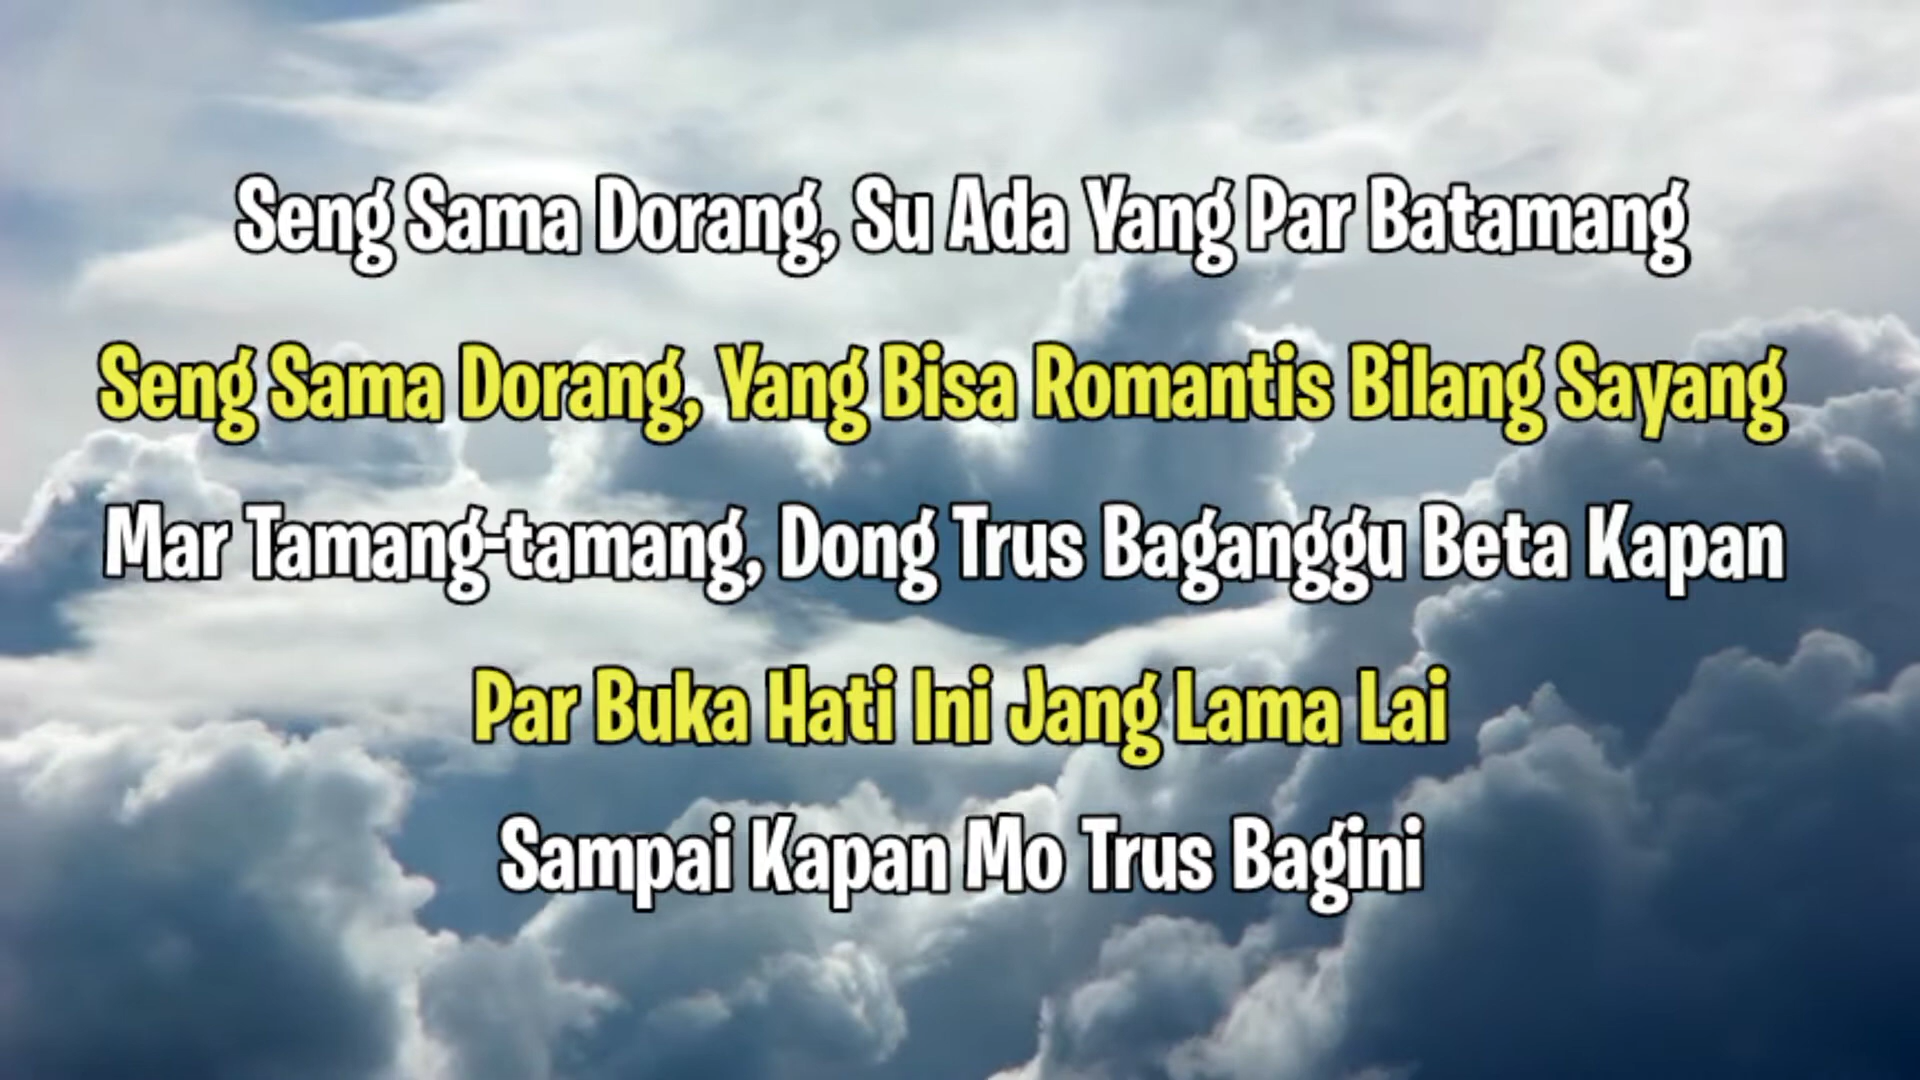 Seng Sama Dorang, Su Ada Yang Par Batamang
Seng Sama Dorang, Yang Bisa Romantis Bilang Sayang
Mar Tamang-tamang, Dong Trus Baganggu Beta Kapan
Par Buka Hati Ini Jang Lama Lai
Sampai Kapan Mo Trus Bagini